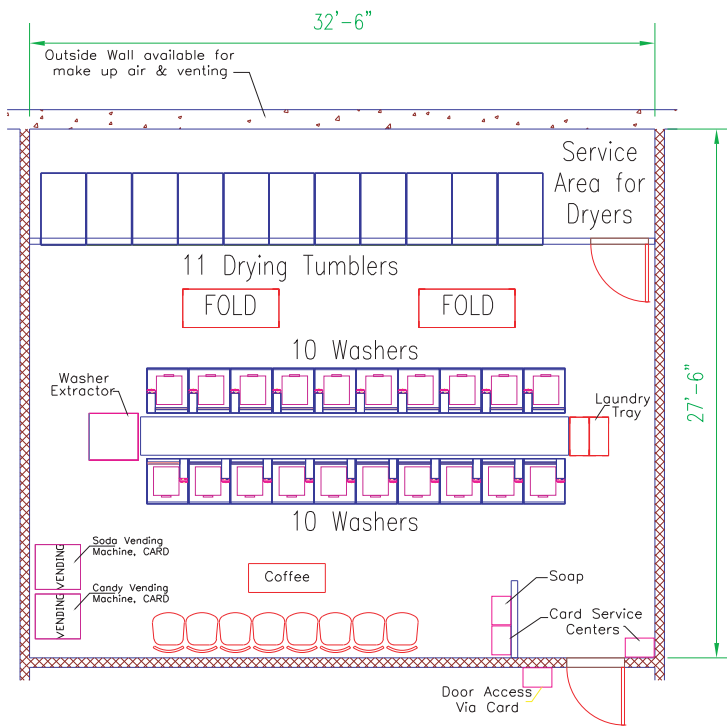 32'-6"
Outside Wall available for
make up air & venting
Service
Area for
Dryers
11 Drying Tumblers
FOLD
FOLD
10 Washers
Washer
Extractor
Laundry
Tray
27'-6"
10 Washers
VENDING
Soda Vending
Machine, CARD
VENDING
Candy Vending
Machine, CARD
Coffee
Soap
Card Service
Centers
Door Access
Via Card